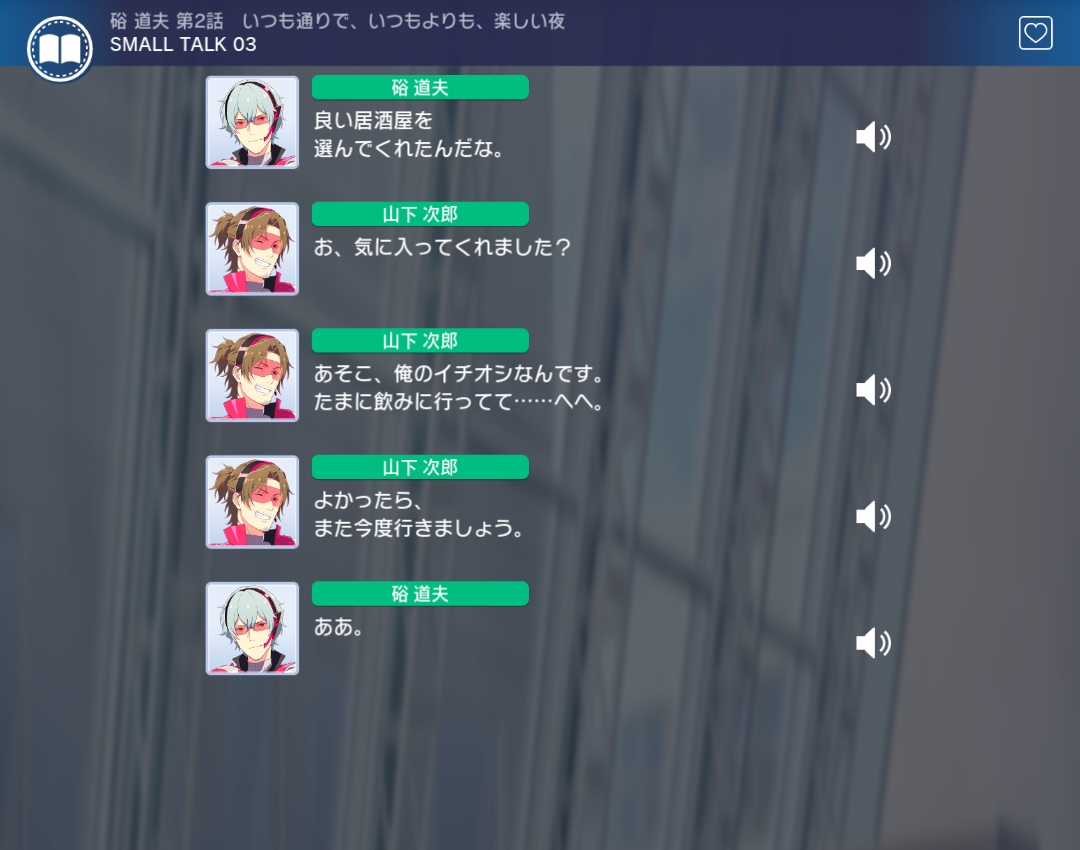 硲 道夫 第2話　いつも通りで、いつもよりも、楽しい夜
SMALL TALK 03
硲 道夫
良い居酒屋を
選んでくれたんだな。
山下 次郎
お、気に入ってくれました？
山下 次郎
あそこ、俺のイチオシなんです。
たまに飲みに行ってて……へへ。
山下 次郎
よかったら、
また今度行きましょう。
硲 道夫
ああ。